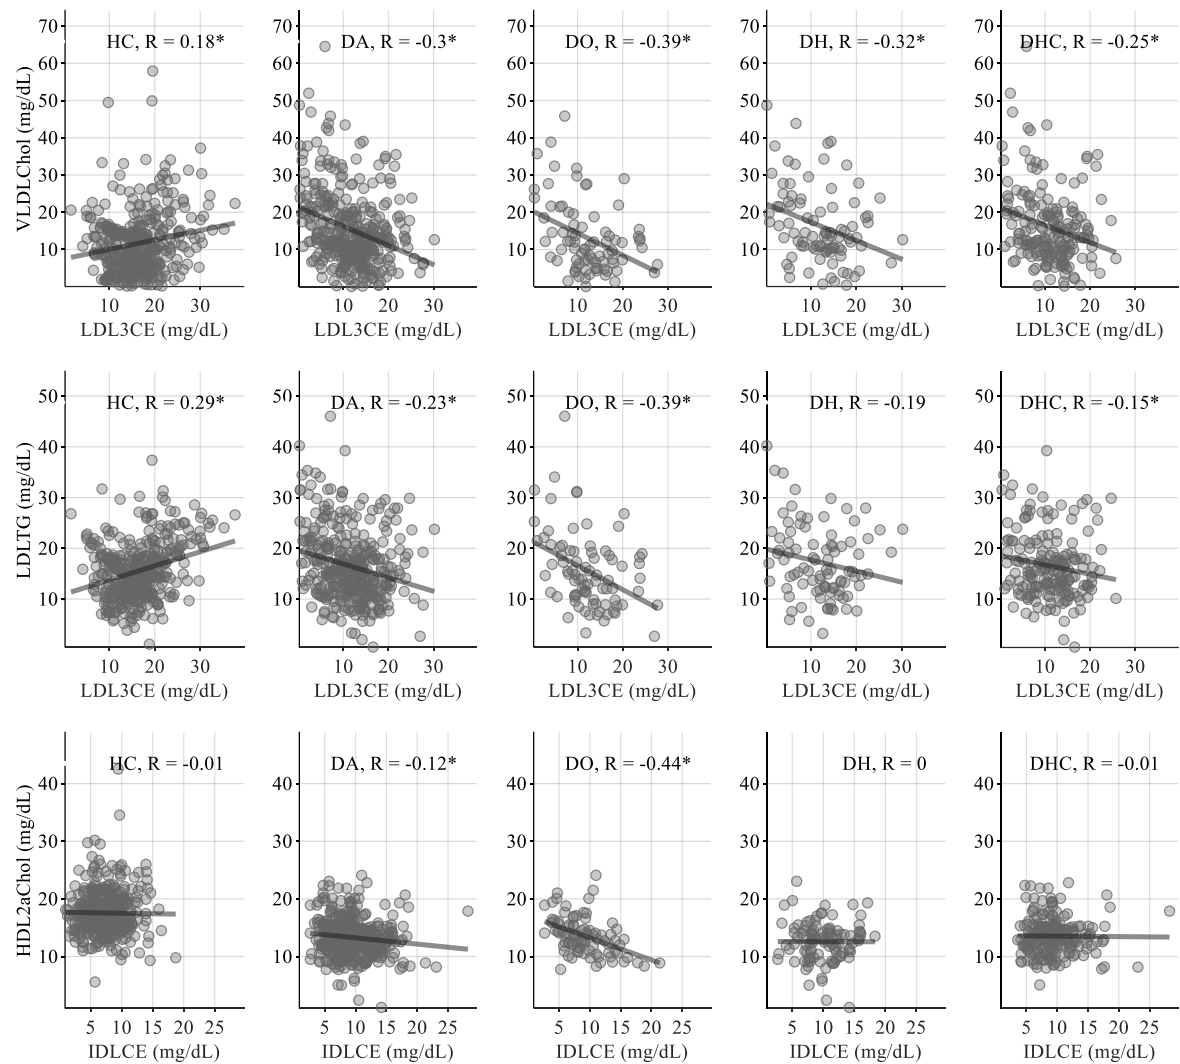 HC, R = 0.18*
DA, R = -0.3*
DO, R = -0.39*
DH, R = -0.32*
DHC, R = -0.25*
VLDLChol (mg/dL)
70 70 70 70 70
60 60 60 60 60
50 50 50 50 50
40 40 40 40 40
30 30 30 30 30
20 20 20 20 20
10 10 10 10 10
10 20 30 10 20 30 10 20 30 10 20 30 10 20 30
LDL3CE (mg/dL) LDL3CE (mg/dL) LDL3CE (mg/dL) LDL3CE (mg/dL) LDL3CE (mg/dL)
HC, R = 0.29*
DA, R = -0.23*
DO, R = -0.39*
DH, R = -0.19
DHC, R = -0.15*
LDLTG (mg/dL)
50 50 50 50 50
40 40 40 40 40
30 30 30 30 30
20 20 20 20 20
10 10 10 10 10
10 20 30 10 20 30 10 20 30 10 20 30 10 20 30
LDL3CE (mg/dL) LDL3CE (mg/dL) LDL3CE (mg/dL) LDL3CE (mg/dL) LDL3CE (mg/dL)
HC, R = -0.01
DA, R = -0.12*
DO, R = -0.44*
DH, R = 0
DHC, R = -0.01
HDL2aChol (mg/dL)
40 40 40 40 40
30 30 30 30 30
20 20 20 20 20
10 10 10 10 10
5 10 15 20 25 5 10 15 20 25 5 10 15 20 25 5 10 15 20 25 5 10 15 20 25
IDLCE (mg/dL) IDLCE (mg/dL) IDLCE (mg/dL) IDLCE (mg/dL) IDLCE (mg/dL)